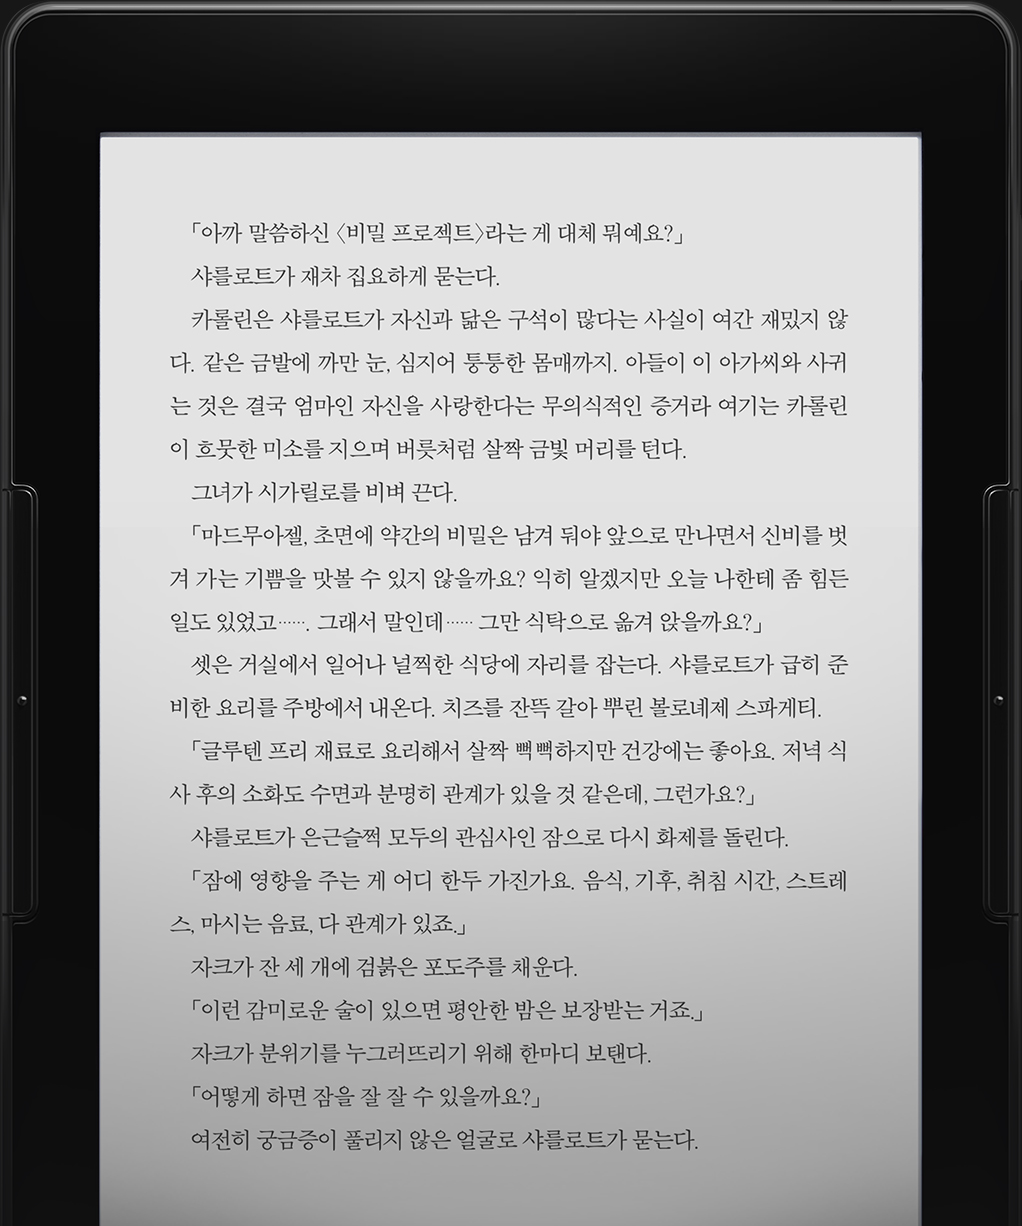 「아까 말씀하신 〈비밀 프로젝트〉라는 게 대체 뭐예요?」
샤를로트가 재차 집요하게 묻는다.
카롤린은 샤를로트가 자신과 닮은 구석이 많다는 사실이 여간 재밌지 않
다. 같은 금발에 까만 눈, 심지어 통통한 몸매까지. 아들이 이 아가씨와 사귀
는 것은 결국 엄마인 자신을 사랑한다는 무의식적인 증거라 여기는 카롤린
이 흐뭇한 미소를 지으며 버릇처럼 살짝 금빛 머리를 턴다.
그녀가 시가릴로를 비벼 끈다.
「마드무아젤, 초면에 약간의 비밀은 남겨 둬야 앞으로 만나면서 신비를 벗
겨 가는 기쁨을 맛볼 수 있지 않을까요? 익히 알겠지만 오늘 나한테 좀 힘든
일도 있었고……. 그래서 말인데…… 그만 식탁으로 옮겨 앉을까요?」
셋은 거실에서 일어나 널찍한 식당에 자리를 잡는다. 샤를로트가 급히 준
비한 요리를 주방에서 내온다. 치즈를 잔뜩 갈아 뿌린 볼로네제 스파게티.
「글루텐 프리 재료로 요리해서 살짝 뻑뻑하지만 건강에는 좋아요. 저녁 식
사 후의 소화도 수면과 분명히 관계가 있을 것 같은데, 그런가요?」
샤를로트가 은근슬쩍 모두의 관심사인 잠으로 다시 화제를 돌린다.
「잠에 영향을 주는 게 어디 한두 가진가요. 음식, 기후, 취침 시간, 스트레
스, 마시는 음료, 다 관계가 있죠.」
자크가 잔 세 개에 검붉은 포도주를 채운다.
「이런 감미로운 술이 있으면 평안한 밤은 보장받는 거죠.」
자크가 분위기를 누그러뜨리기 위해 한마디 보탠다.
「어떻게 하면 잠을 잘 잘 수 있을까요?」
여전히 궁금증이 풀리지 않은 얼굴로 샤를로트가 묻는다.